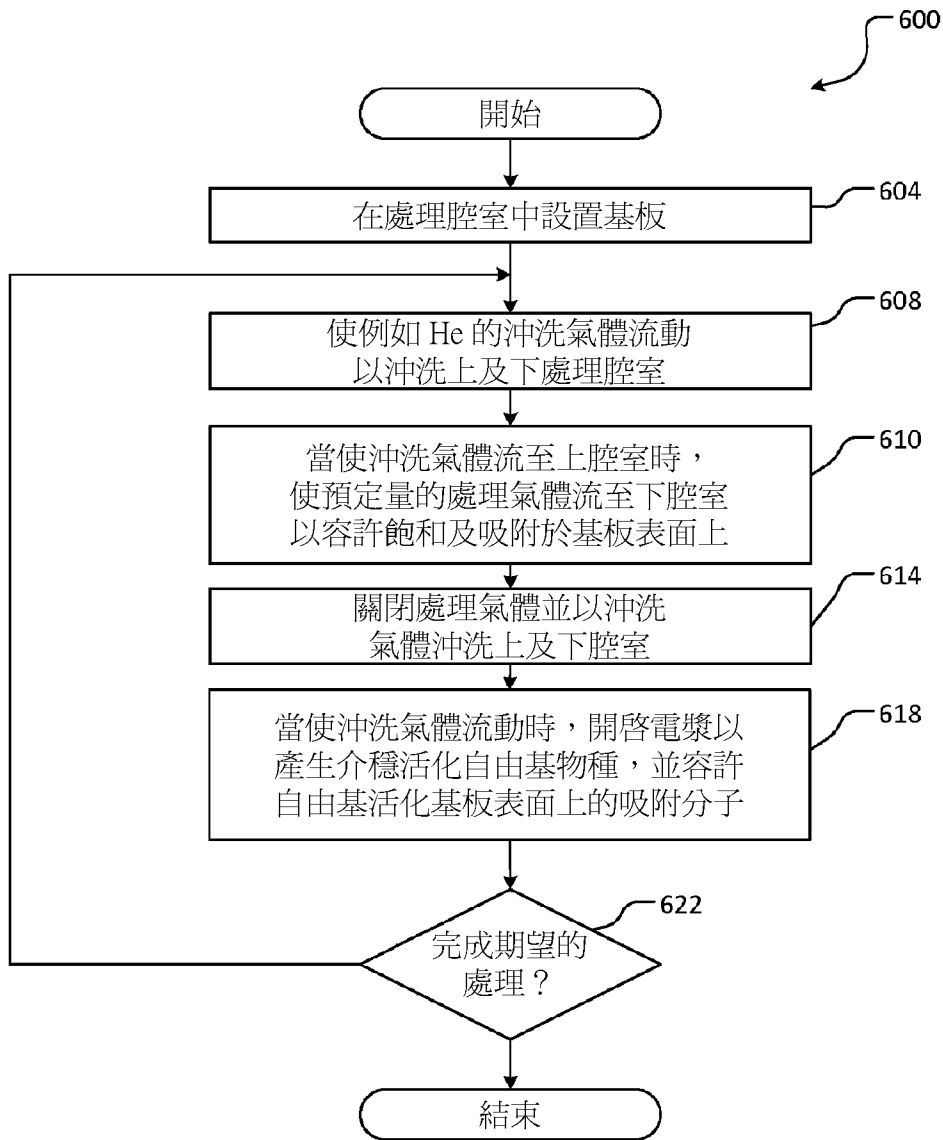 600
開始
在處理腔室中設置基板
604
使例如 He 的沖洗氣體流動
以沖洗上及下處理腔室
608
當使沖洗氣體流至上腔室時，
使預定量的處理氣體流至下腔室
以容許飽和及吸附於基板表面上
610
關閉處理氣體並以沖洗
氣體沖洗上及下腔室
614
當使沖洗氣體流動時，開啓電漿以
產生介穩活化自由基物種，並容許
自由基活化基板表面上的吸附分子
618
完成期望的
處理？
622
結束